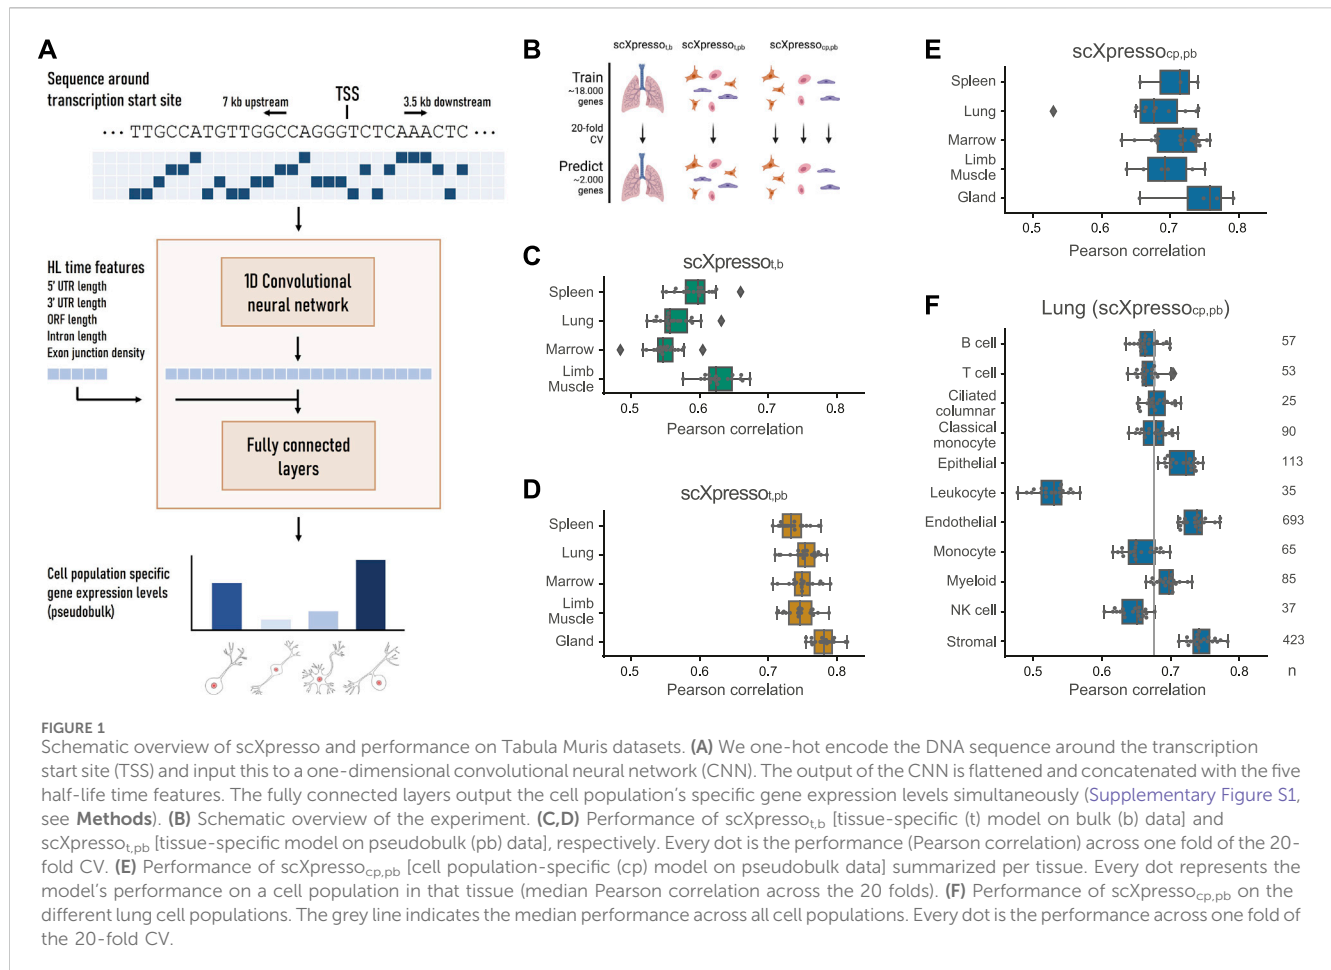 A
Sequence around
transcription start site
7 kb upstream
TSS
3.5 kb downstream
··· TTGCCATGTTGGCCAGGGTCTCAAACTC ···
HL time features
5' UTR length
3' UTR length
ORF length
Intron length
Exon junction density
1D Convolutional
neural network
Fully connected
layers
Cell population specific
gene expression levels
(pseudobulk)
B
scXpresso_t,b
scXpresso_t,pb
scXpresso_cp,pb
Train
~18.000
genes
20-fold
CV
Predict
~2.000
genes
C
scXpresso_t,b
Spleen
Lung
Marrow
Limb
Muscle
0.5 0.6 0.7 0.8
Pearson correlation
D
scXpresso_t,pb
Spleen
Lung
Marrow
Limb
Muscle
Gland
0.5 0.6 0.7 0.8
Pearson correlation
E
scXpresso_cp,pb
Spleen
Lung
Marrow
Limb
Muscle
Gland
0.5 0.6 0.7 0.8
Pearson correlation
F
Lung (scXpresso_cp,pb)
B cell 57
T cell 53
Ciliated
columnar 25
Classical
monocyte 90
Epithelial 113
Leukocyte 35
Endothelial 693
Monocyte 65
Myeloid 85
NK cell 37
Stromal 423
0.5 0.6 0.7 0.8 n
Pearson correlation
FIGURE 1
Schematic overview of scXpresso and performance on Tabula Muris datasets. (A) We one-hot encode the DNA sequence around the transcription
start site (TSS) and input this to a one-dimensional convolutional neural network (CNN). The output of the CNN is flattened and concatenated with the five
half-life time features. The fully connected layers output the cell population's specific gene expression levels simultaneously (Supplementary Figure S1,
see Methods). (B) Schematic overview of the experiment. (C,D) Performance of scXpresso_t,b [tissue-specific (t) model on bulk (b) data] and
scXpresso_t,pb [tissue-specific model on pseudobulk (pb) data], respectively. Every dot is the performance (Pearson correlation) across one fold of the 20-
fold CV. (E) Performance of scXpresso_cp,pb [cell population-specific (cp) model on pseudobulk data] summarized per tissue. Every dot represents the
model's performance on a cell population in that tissue (median Pearson correlation across the 20 folds). (F) Performance of scXpresso_cp,pb on the
different lung cell populations. The grey line indicates the median performance across all cell populations. Every dot is the performance across one fold of
the 20-fold CV.